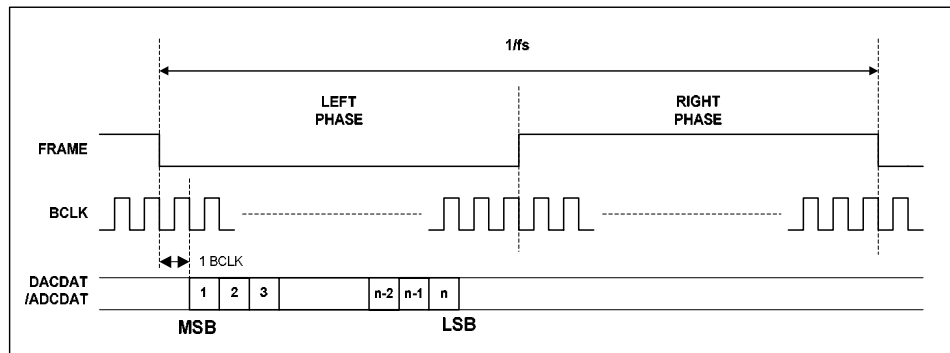 1/fs
LEFT
PHASE
RIGHT
PHASE
FRAME
BCLK
1 BCLK
DACDAT
/ADCDAT
1 2 3 n-2 n-1 n
MSB LSB